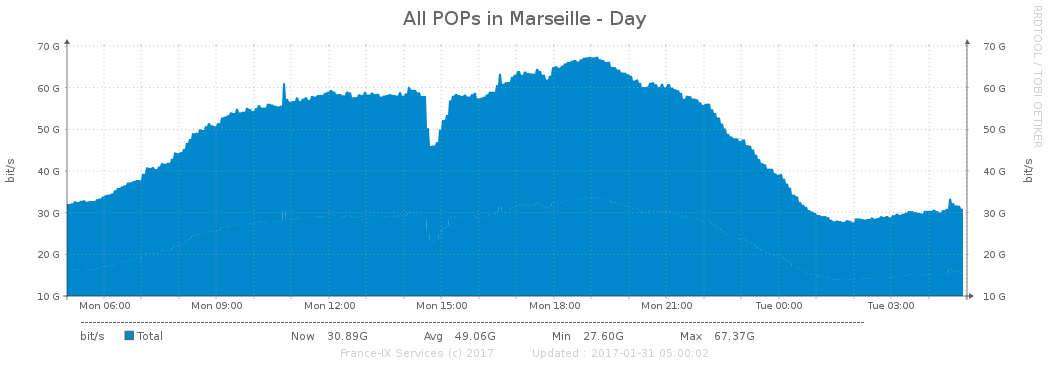 All POPs in Marseille - Day
RRDTOOL / TOBI OETIKER
70 G 70 G
60 G 60 G
50 G 50 G
40 G 40 G
30 G 30 G
20 G 20 G
10 G 10 G
bit/s bit/s
Mon 06:00 Mon 09:00 Mon 12:00 Mon 15:00 Mon 18:00 Mon 21:00 Tue 00:00 Tue 03:00
bit/s Total Now 30.89G Avg 49.06G Min 27.60G Max 67.37G
France-IX Services (c) 2017 Updated : 2017-01-31 05:00:02